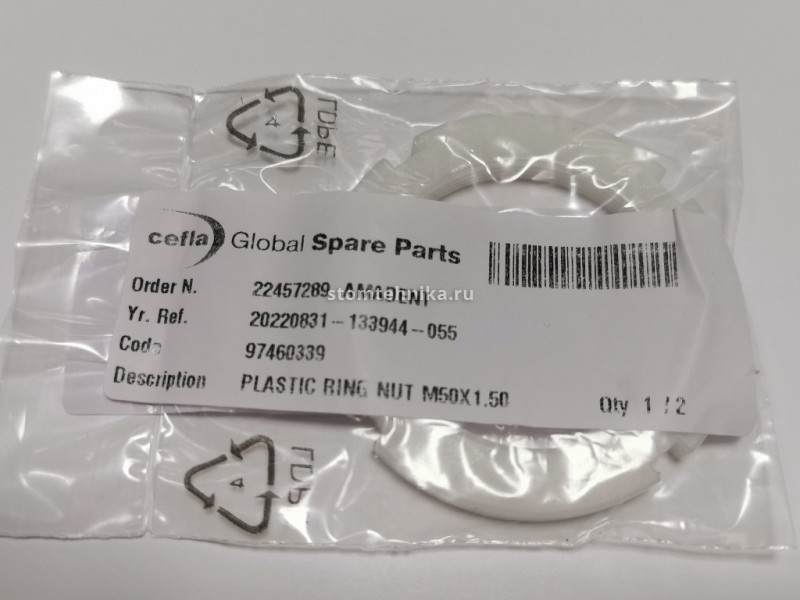 4
LDPE
cefla Global Spare Parts
Order N. 22457289 AMADENT
stomtehnika.ru
Yr. Ref. 20220831-133944-055
Code 97460339
Description PLASTIC RING NUT M50X1.50
Qty 1 / 2
4